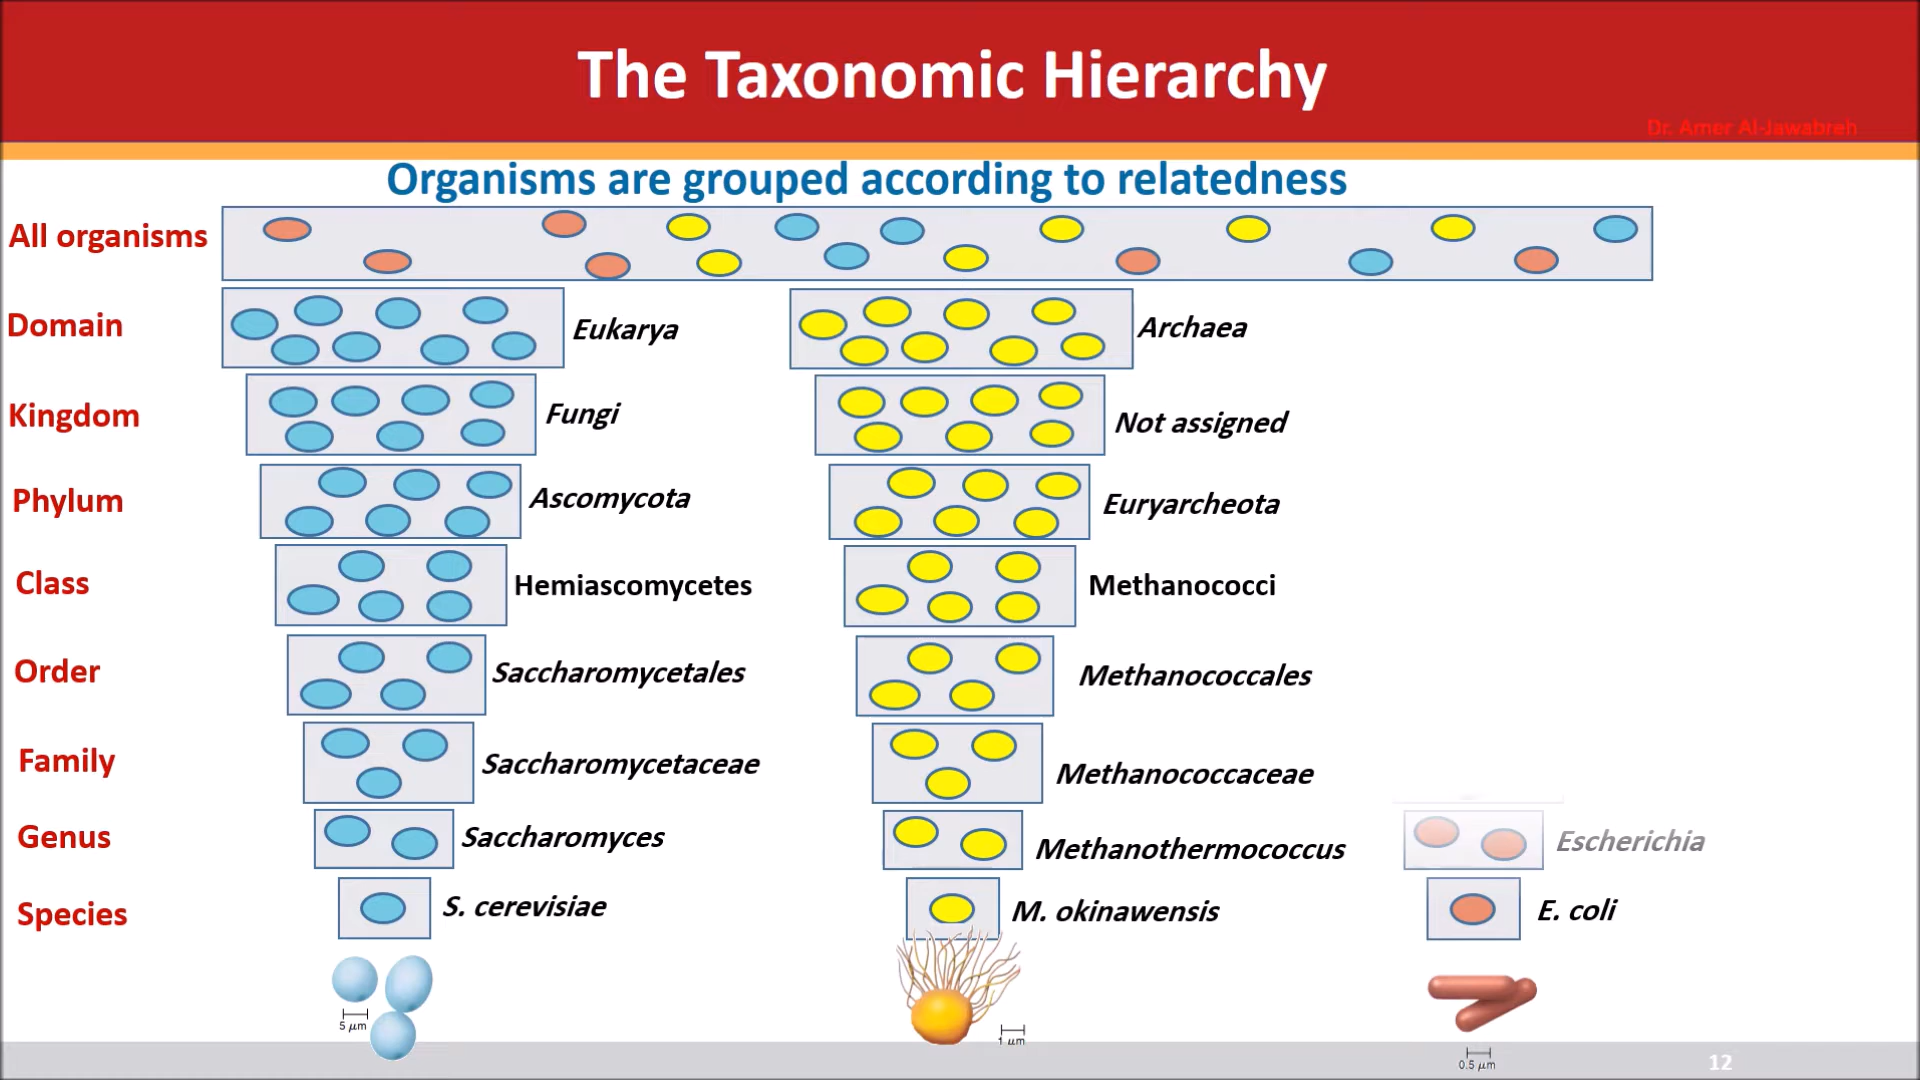 The Taxonomic Hierarchy
Dr. Amer Al-Jawabreh
Organisms are grouped according to relatedness
All organisms
Domain Eukarya Archaea
Kingdom Fungi Not assigned
Phylum Ascomycota Euryarcheota
Class Hemiascomycetes Methanococci
Order Saccharomycetales Methanococcales
Family Saccharomycetaceae Methanococcaceae
Genus Saccharomyces Methanothermococcus Escherichia
Species S. cerevisiae M. okinawensis E. coli
5 μm
1 μm
0.5 μm
12